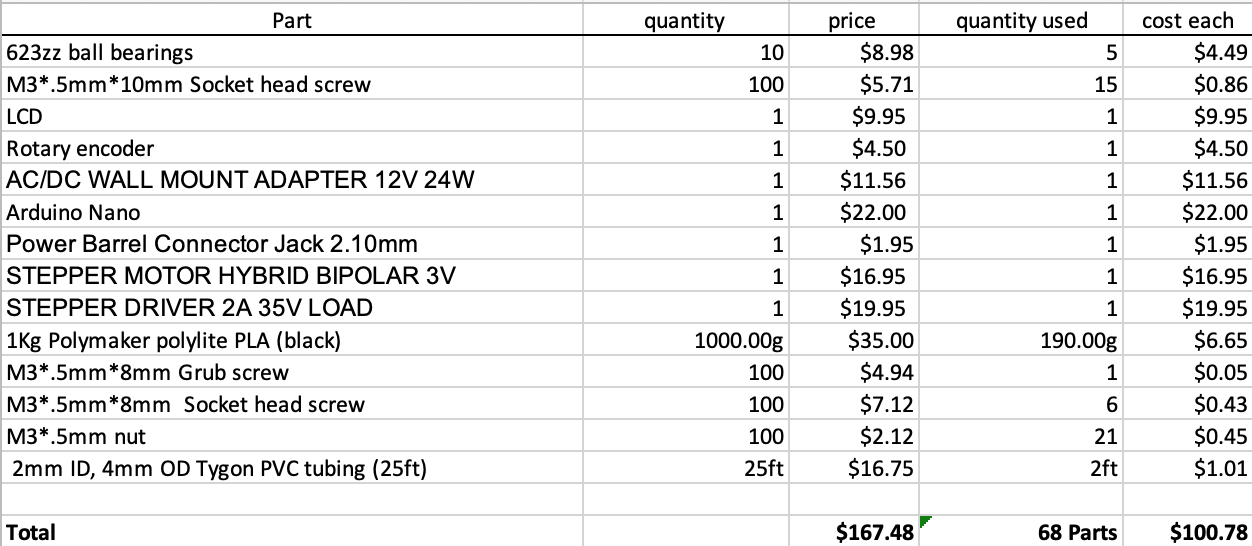 Part quantity price quantity used cost each
623zz ball bearings 10 $8.98 5 $4.49
M3*.5mm*10mm Socket head screw 100 $5.71 15 $0.86
LCD 1 $9.95 1 $9.95
Rotary encoder 1 $4.50 1 $4.50
AC/DC WALL MOUNT ADAPTER 12V 24W 1 $11.56 1 $11.56
Arduino Nano 1 $22.00 1 $22.00
Power Barrel Connector Jack 2.10mm 1 $1.95 1 $1.95
STEPPER MOTOR HYBRID BIPOLAR 3V 1 $16.95 1 $16.95
STEPPER DRIVER 2A 35V LOAD 1 $19.95 1 $19.95
1Kg Polymaker polylite PLA (black) 1000.00g $35.00 190.00g $6.65
M3*.5mm*8mm Grub screw 100 $4.94 1 $0.05
M3*.5mm*8mm Socket head screw 100 $7.12 6 $0.43
M3*.5mm nut 100 $2.12 21 $0.45
2mm ID, 4mm OD Tygon PVC tubing (25ft) 25ft $16.75 2ft $1.01
Total $167.48 68 Parts $100.78